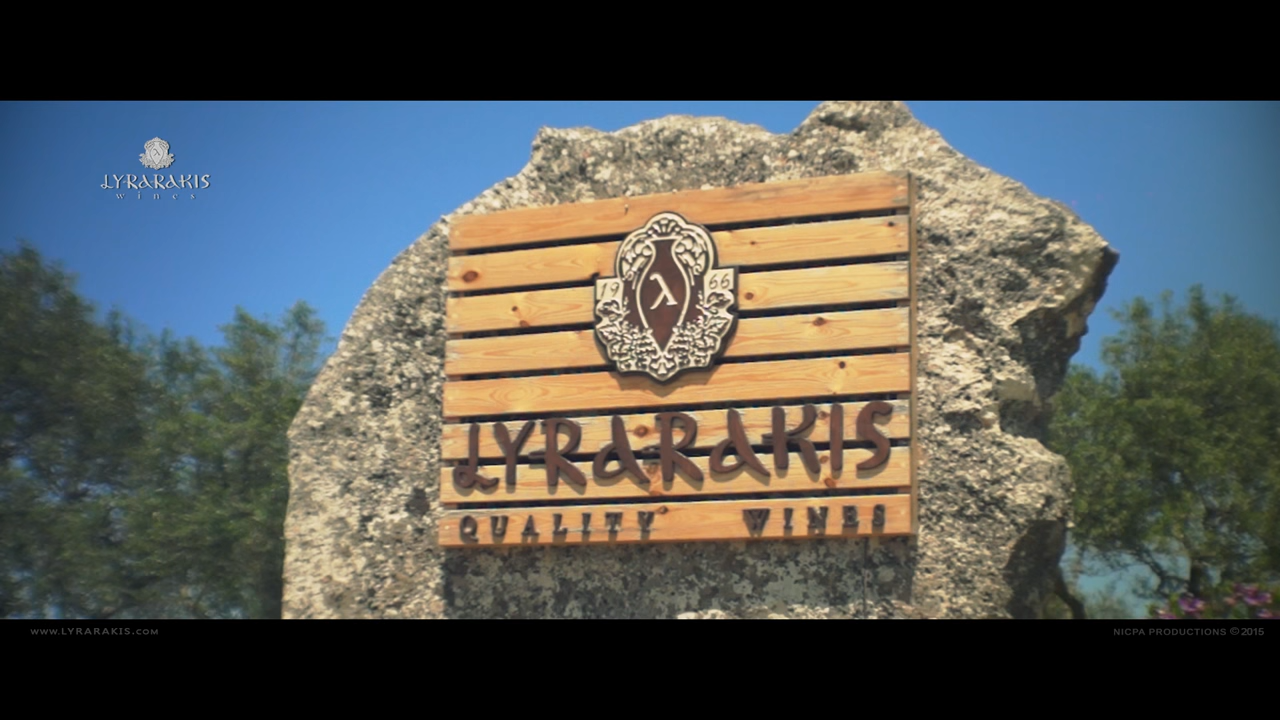 LYRARAKIS
wines
19 λ 66
LYRARAKIS
QUALITY WINES
WWW.LYRARAKIS.COM
NICPA PRODUCTIONS ©2015